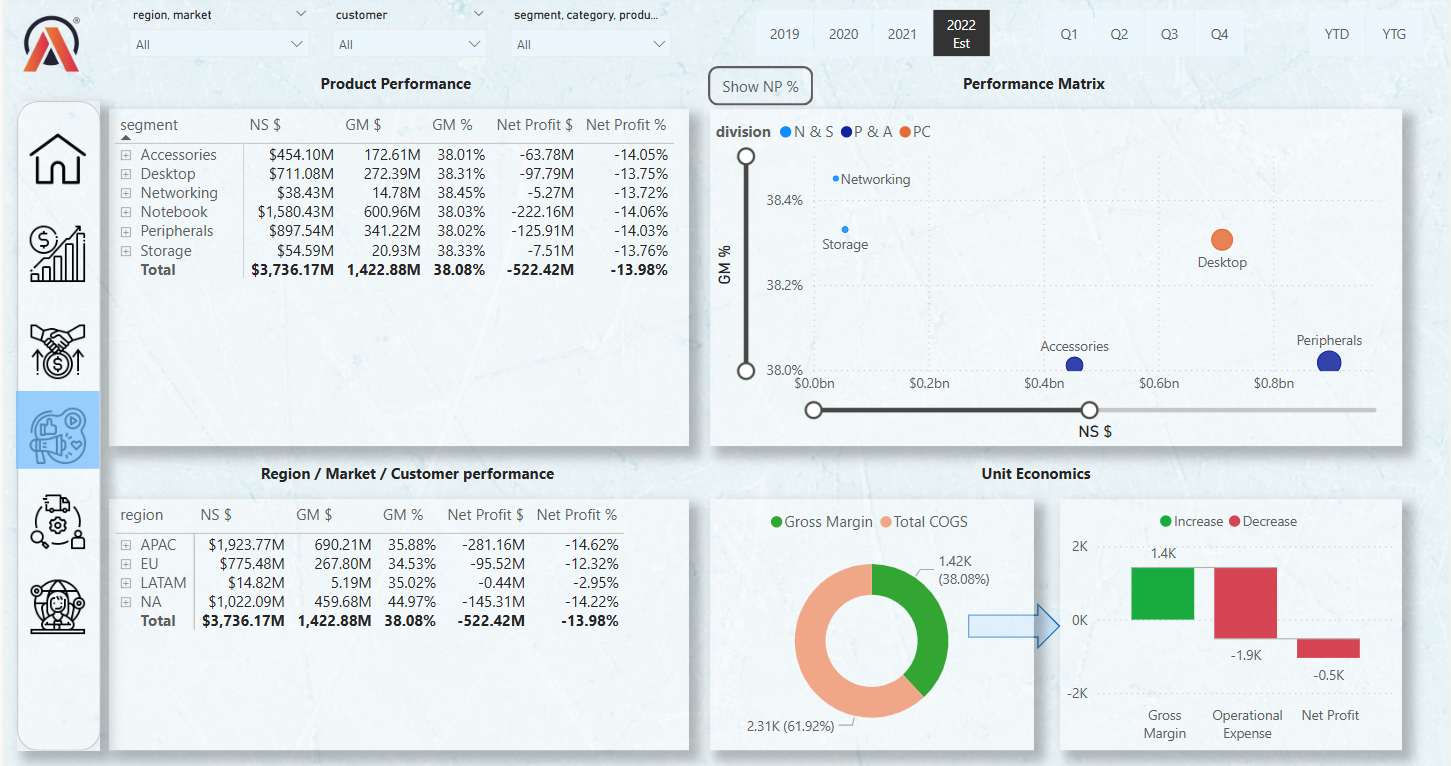 region, market
customer
segment, category, produ...
All
All
All
2019
2020
2021
2022
Est
Q1
Q2
Q3
Q4
YTD
YTG
Product Performance
segment NS $ GM $ GM % Net Profit $ Net Profit %
Accessories $454.10M 172.61M 38.01% -63.78M -14.05%
Desktop $711.08M 272.39M 38.31% -97.79M -13.75%
Networking $38.43M 14.78M 38.45% -5.27M -13.72%
Notebook $1,580.43M 600.96M 38.03% -222.16M -14.06%
Peripherals $897.54M 341.22M 38.02% -125.91M -14.03%
Storage $54.59M 20.93M 38.33% -7.51M -13.76%
Total $3,736.17M 1,422.88M 38.08% -522.42M -13.98%
Show NP %
Performance Matrix
division N & S P & A PC
GM %
38.4%
38.2%
38.0%
Networking
Storage
Desktop
Accessories
Peripherals
$0.0bn $0.2bn $0.4bn $0.6bn $0.8bn
NS $
Region / Market / Customer performance
region NS $ GM $ GM % Net Profit $ Net Profit %
APAC $1,923.77M 690.21M 35.88% -281.16M -14.62%
EU $775.48M 267.80M 34.53% -95.52M -12.32%
LATAM $14.82M 5.19M 35.02% -0.44M -2.95%
NA $1,022.09M 459.68M 44.97% -145.31M -14.22%
Total $3,736.17M 1,422.88M 38.08% -522.42M -13.98%
Unit Economics
Gross Margin Total COGS
1.42K
(38.08%)
2.31K (61.92%)
Increase Decrease
2K
0K
-2K
1.4K
-1.9K
-0.5K
Gross
Margin
Operational
Expense
Net Profit